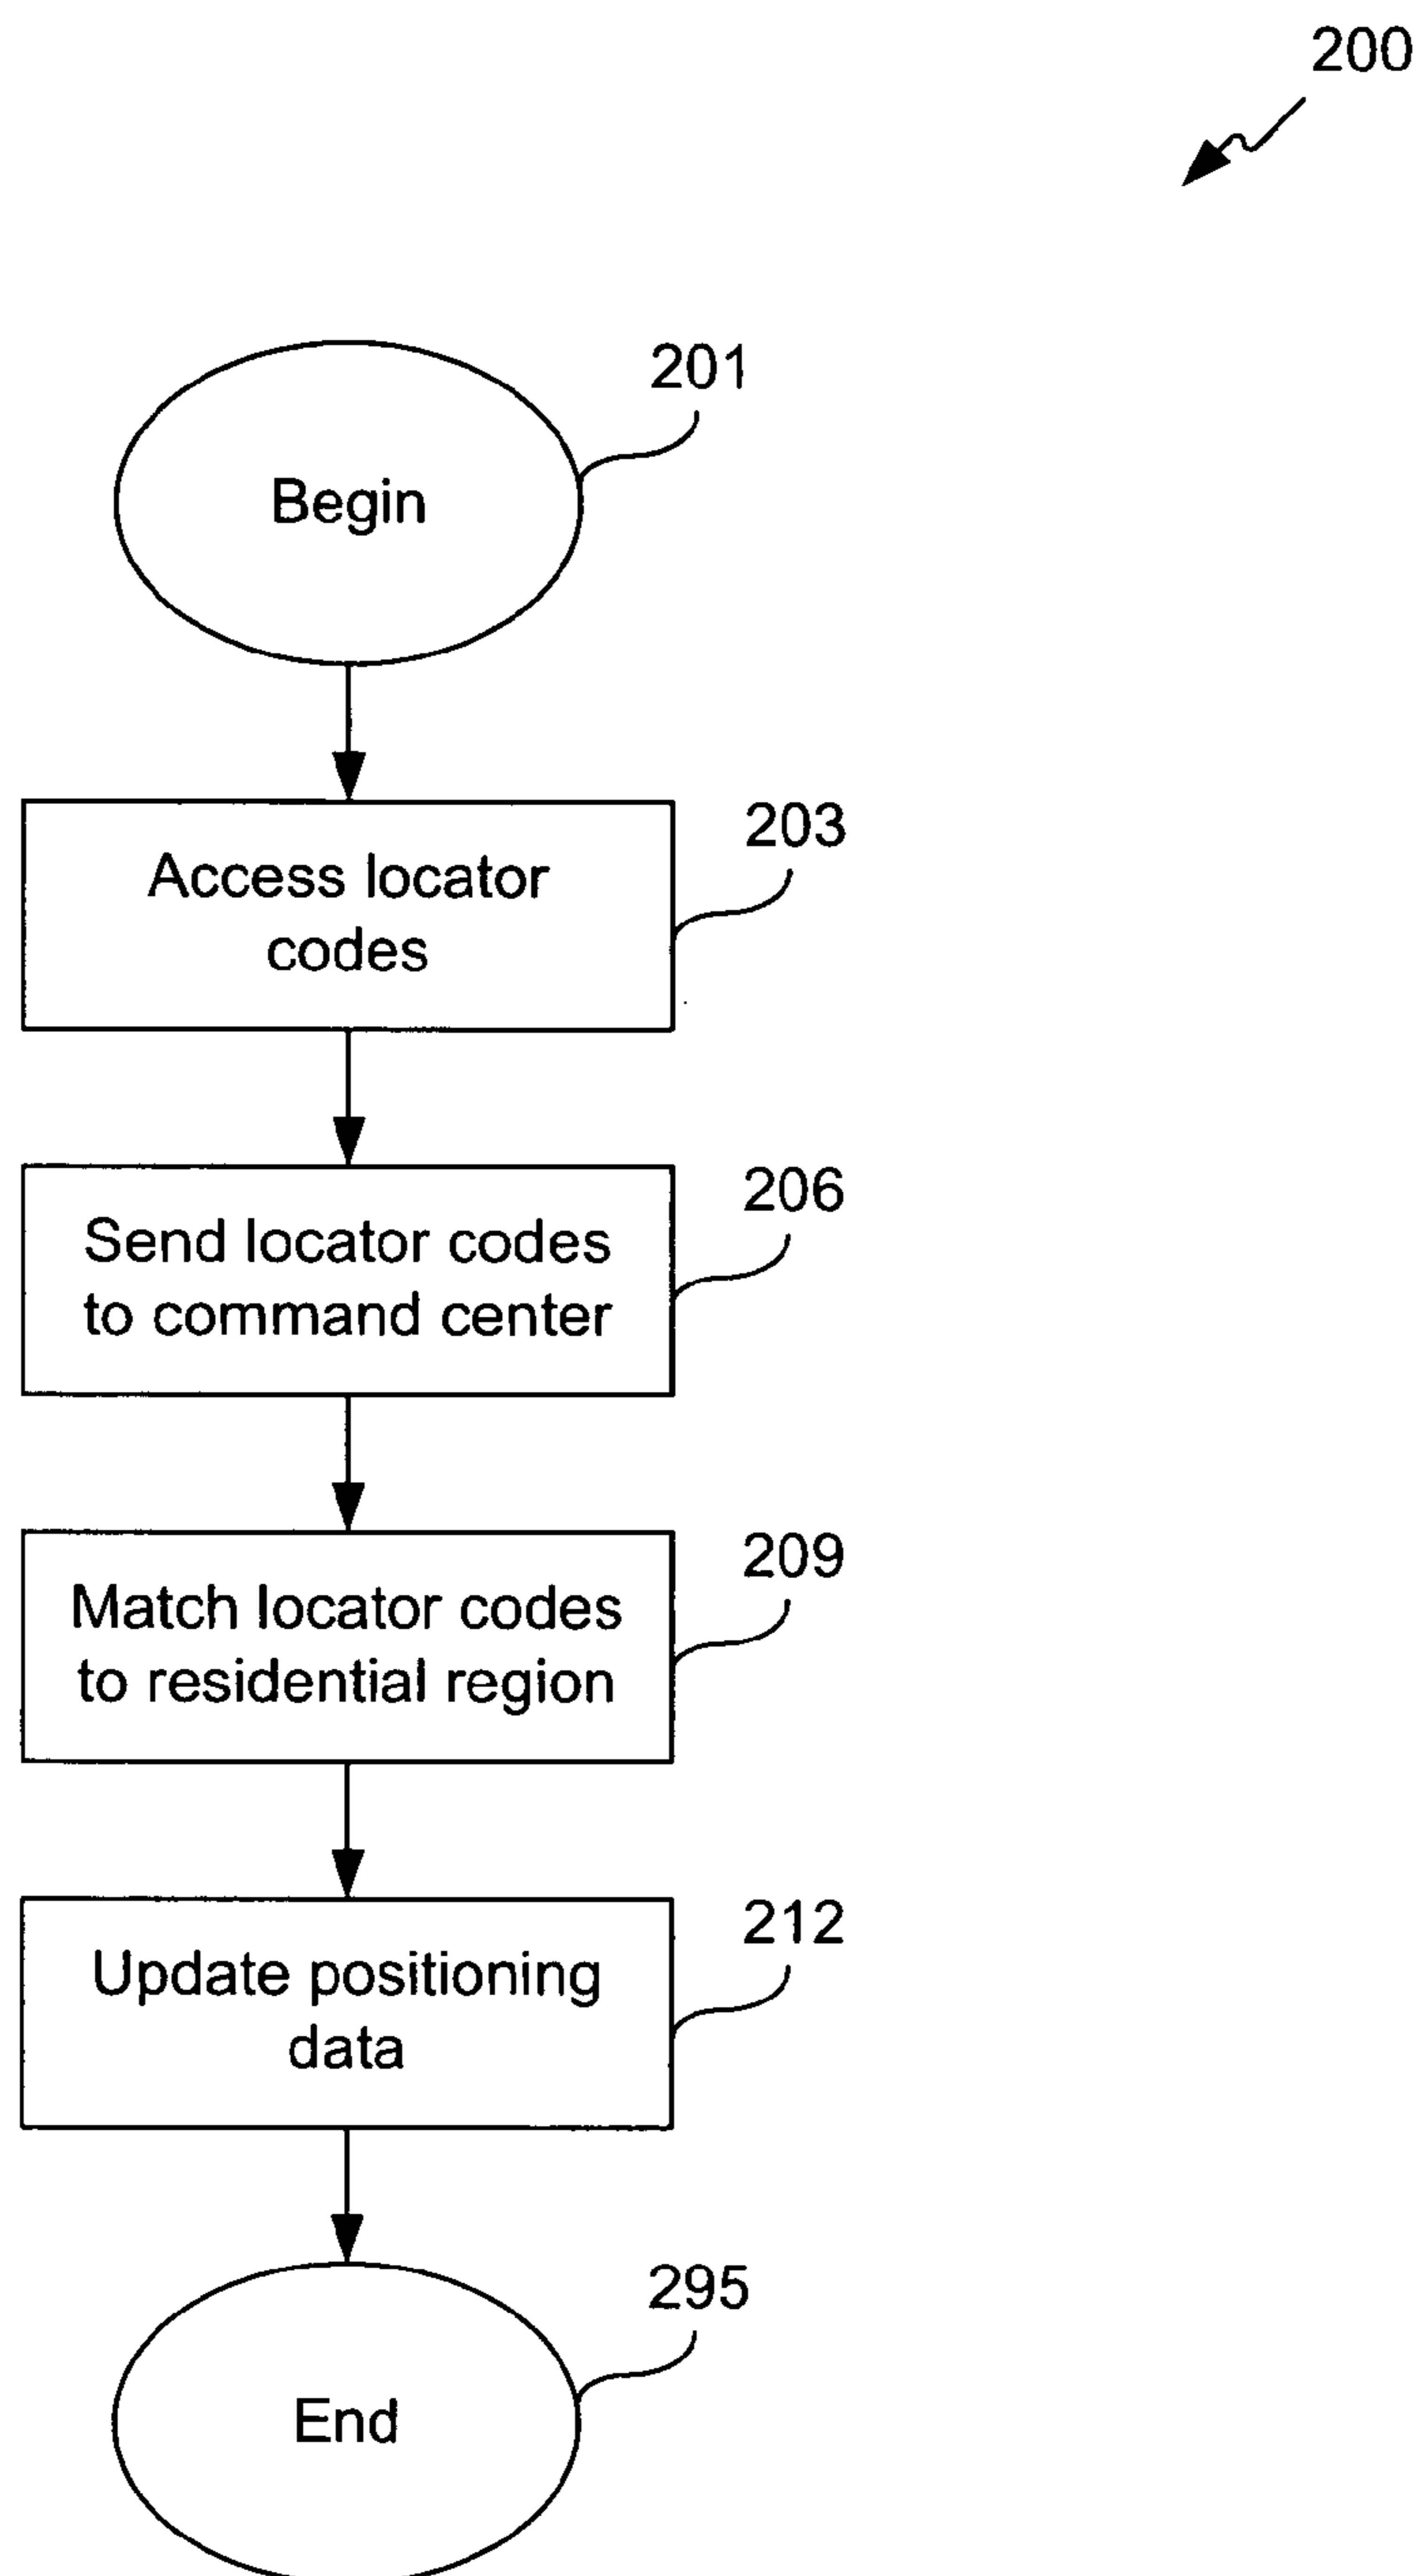 200
201
Begin
203
Access locator
codes
206
Send locator codes
to command center
209
Match locator codes
to residential region
212
Update positioning
data
295
End